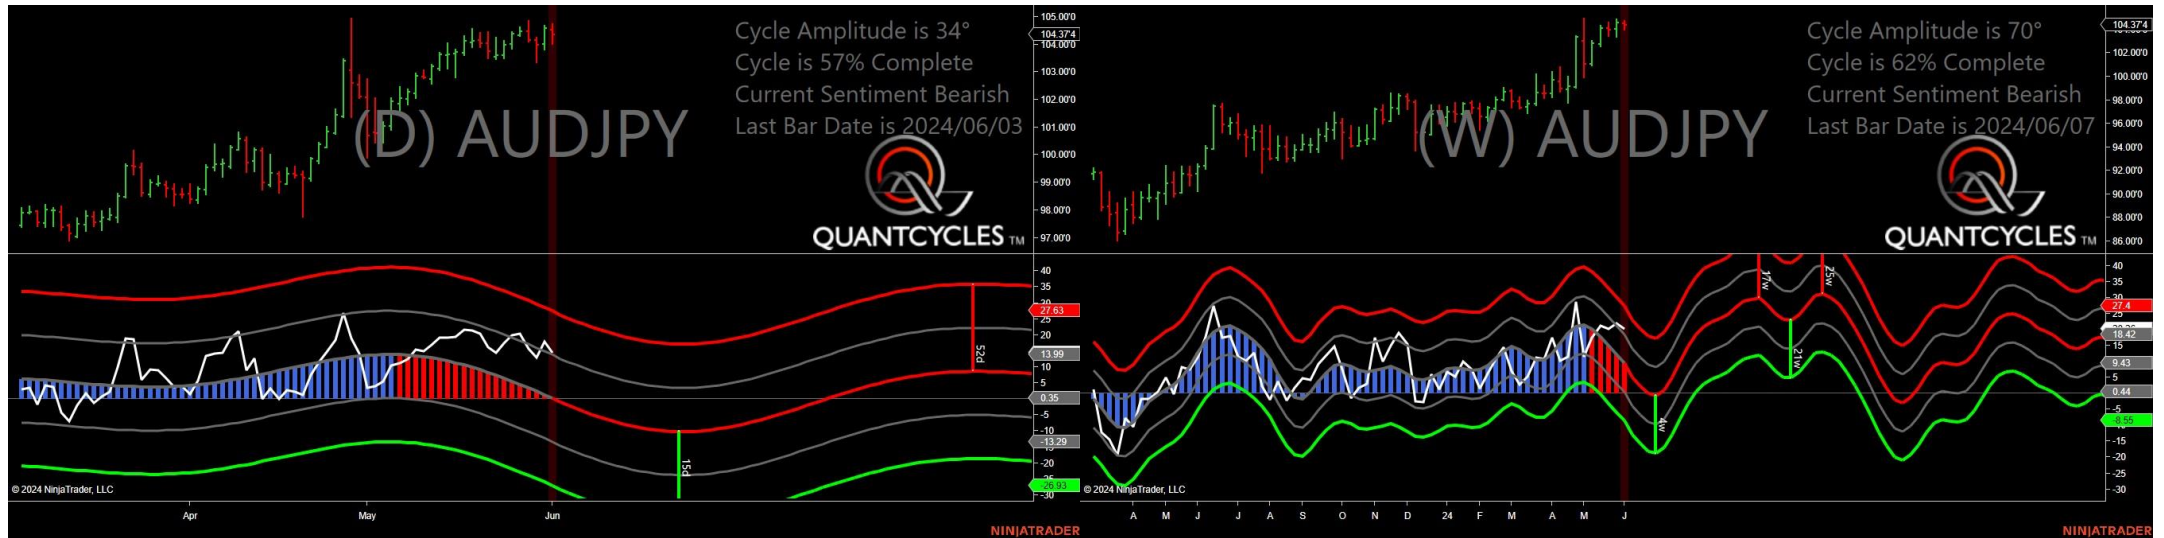 Cycle Amplitude is 34°
Cycle is 57% Complete
Current Sentiment Bearish
Last Bar Date is 2024/06/03
(D) AUDJPY
QUANTCYCLES TM
105.00'0
104.37'4
104.00'0
103.00'0
102.00'0
101.00'0
100.00'0
99.00'0
98.00'0
97.00'0
40
35
30
27.63
25
20
13.99
10
5
0.35
-5
-10
-13.29
-20
-26.93
-30
52d
15d
© 2024 NinjaTrader, LLC
Apr
May
Jun
NINJATRADER
Cycle Amplitude is 70°
Cycle is 62% Complete
Current Sentiment Bearish
Last Bar Date is 2024/06/07
(W) AUDJPY
QUANTCYCLES TM
104.37'4
102.00'0
100.00'0
98.00'0
96.00'0
94.00'0
92.00'0
90.00'0
88.00'0
86.00'0
40
35
30
27.4
25
18.42
15
9.43
5
0.44
-5
-8.55
-15
-20
-30
17w
25w
21w
4w
© 2024 NinjaTrader, LLC
A M J J A S O N D 24 F M A M J
NINJATRADER